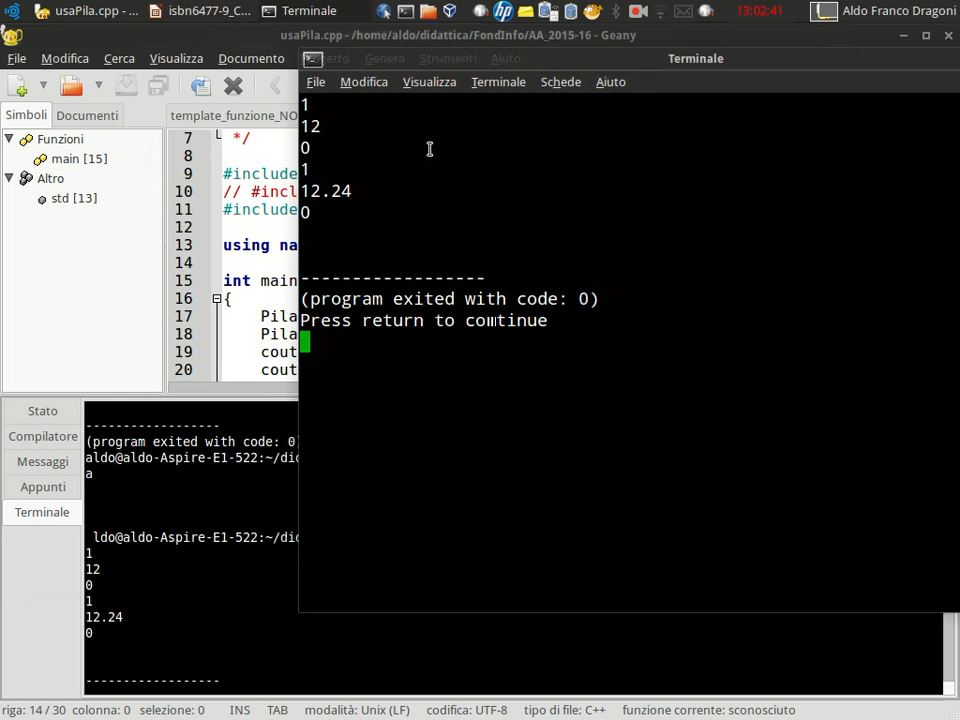 usaPila.cpp - ...
isbn6477-9_C...
Terminale
13:02:41
Aldo Franco Dragoni
usaPila.cpp - /home/aldo/didattica/FondInfo/AA_2015-16 - Geany
File Modifica Cerca Visualizza Documento Progetto Genera Strumenti Aiuto
Terminale
File Modifica Visualizza Terminale Schede Aiuto
Simboli Documenti
Funzioni
main [15]
Altro
std [13]
template_funzione_NO
7 */
8
9 #include
10 // #incl
11 #include
12
13 using na
14
15 int main
16 {
17 Pila
18 Pila
19 cout
20 cout
1
12
0
1
12.24
0
------------------
(program exited with code: 0)
Press return to continue
Stato
Compilatore
Messaggi
Appunti
Terminale
------------------
(program exited with code: 0)
aldo@aldo-Aspire-E1-522:~/did
a
ldo@aldo-Aspire-E1-522:~/did
1
12
0
1
12.24
0
------------------
riga: 14 / 30 colonna: 0 selezione: 0 INS TAB modalità: Unix (LF) codifica: UTF-8 tipo di file: C++ funzione corrente: sconosciuto